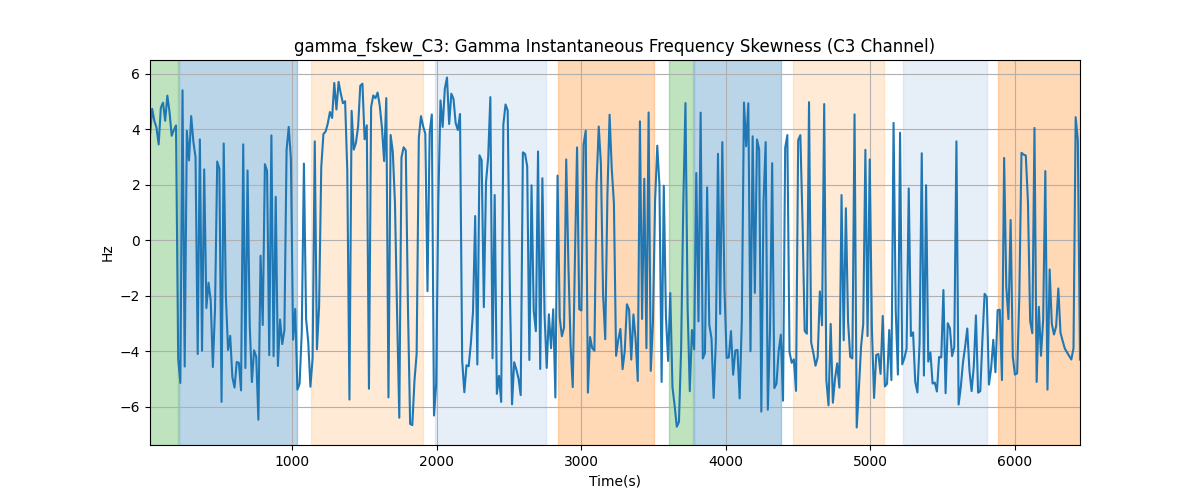 gamma_fskew_C3: Gamma Instantaneous Frequency Skewness (C3 Channel)
6
4
2
0
−2
−4
−6
Hz
1000 2000 3000 4000 5000 6000
Time(s)